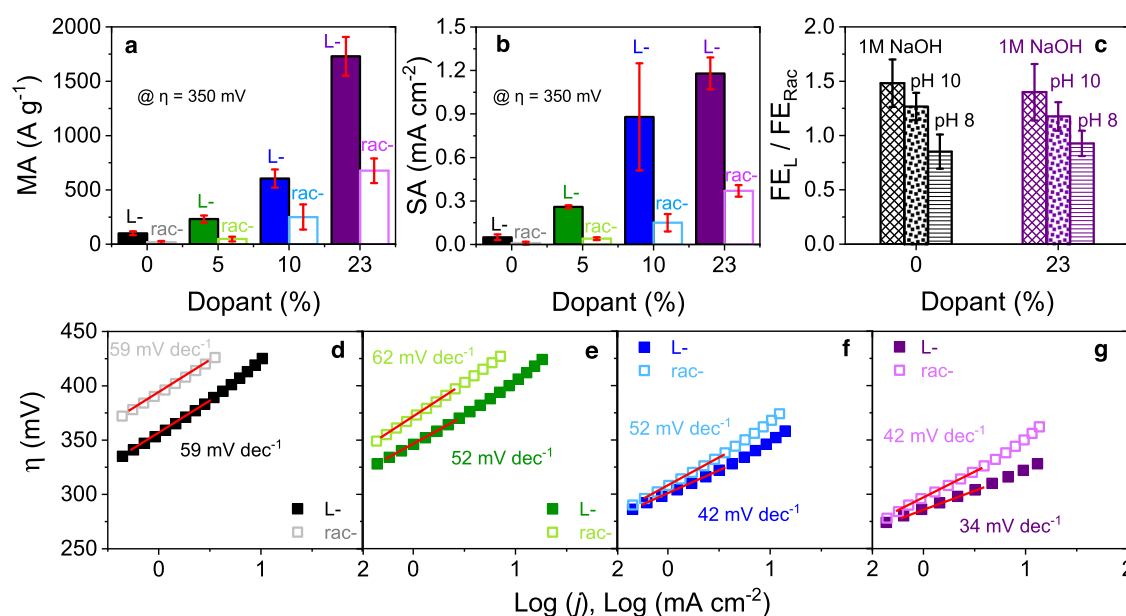 a
MA (A g⁻¹)
2000
1500
1000
500
0
@ η = 350 mV
L-
rac-
L-
rac-
L-
rac-
L-
rac-
0
5
10
23
Dopant (%)
b
SA (mA cm⁻²)
1.5
1.2
0.9
0.6
0.3
0.0
@ η = 350 mV
L-
rac-
L-
rac-
L-
rac-
L-
rac-
0
5
10
23
Dopant (%)
c
FE_L / FE_Rac
2.0
1.5
1.0
0.5
0.0
1M NaOH
pH 10
pH 8
1M NaOH
pH 10
pH 8
0
23
Dopant (%)
d
η (mV)
450
400
350
300
250
59 mV dec⁻¹
59 mV dec⁻¹
L-
rac-
0
1
2
e
62 mV dec⁻¹
52 mV dec⁻¹
L-
rac-
0
1
2
f
L-
rac-
52 mV dec⁻¹
42 mV dec⁻¹
0
1
2
g
L-
rac-
42 mV dec⁻¹
34 mV dec⁻¹
0
1
2
Log (j), Log (mA cm⁻²)